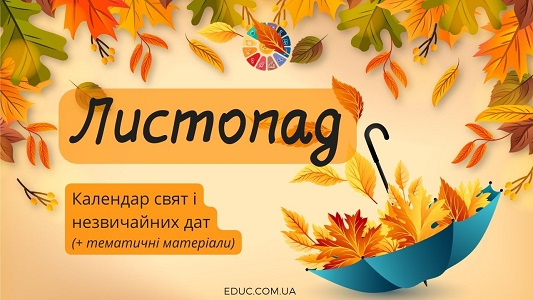 Листопад
Календар свят і
незвичайних дат
(+ тематичні матеріали)
EDUC.COM.UA